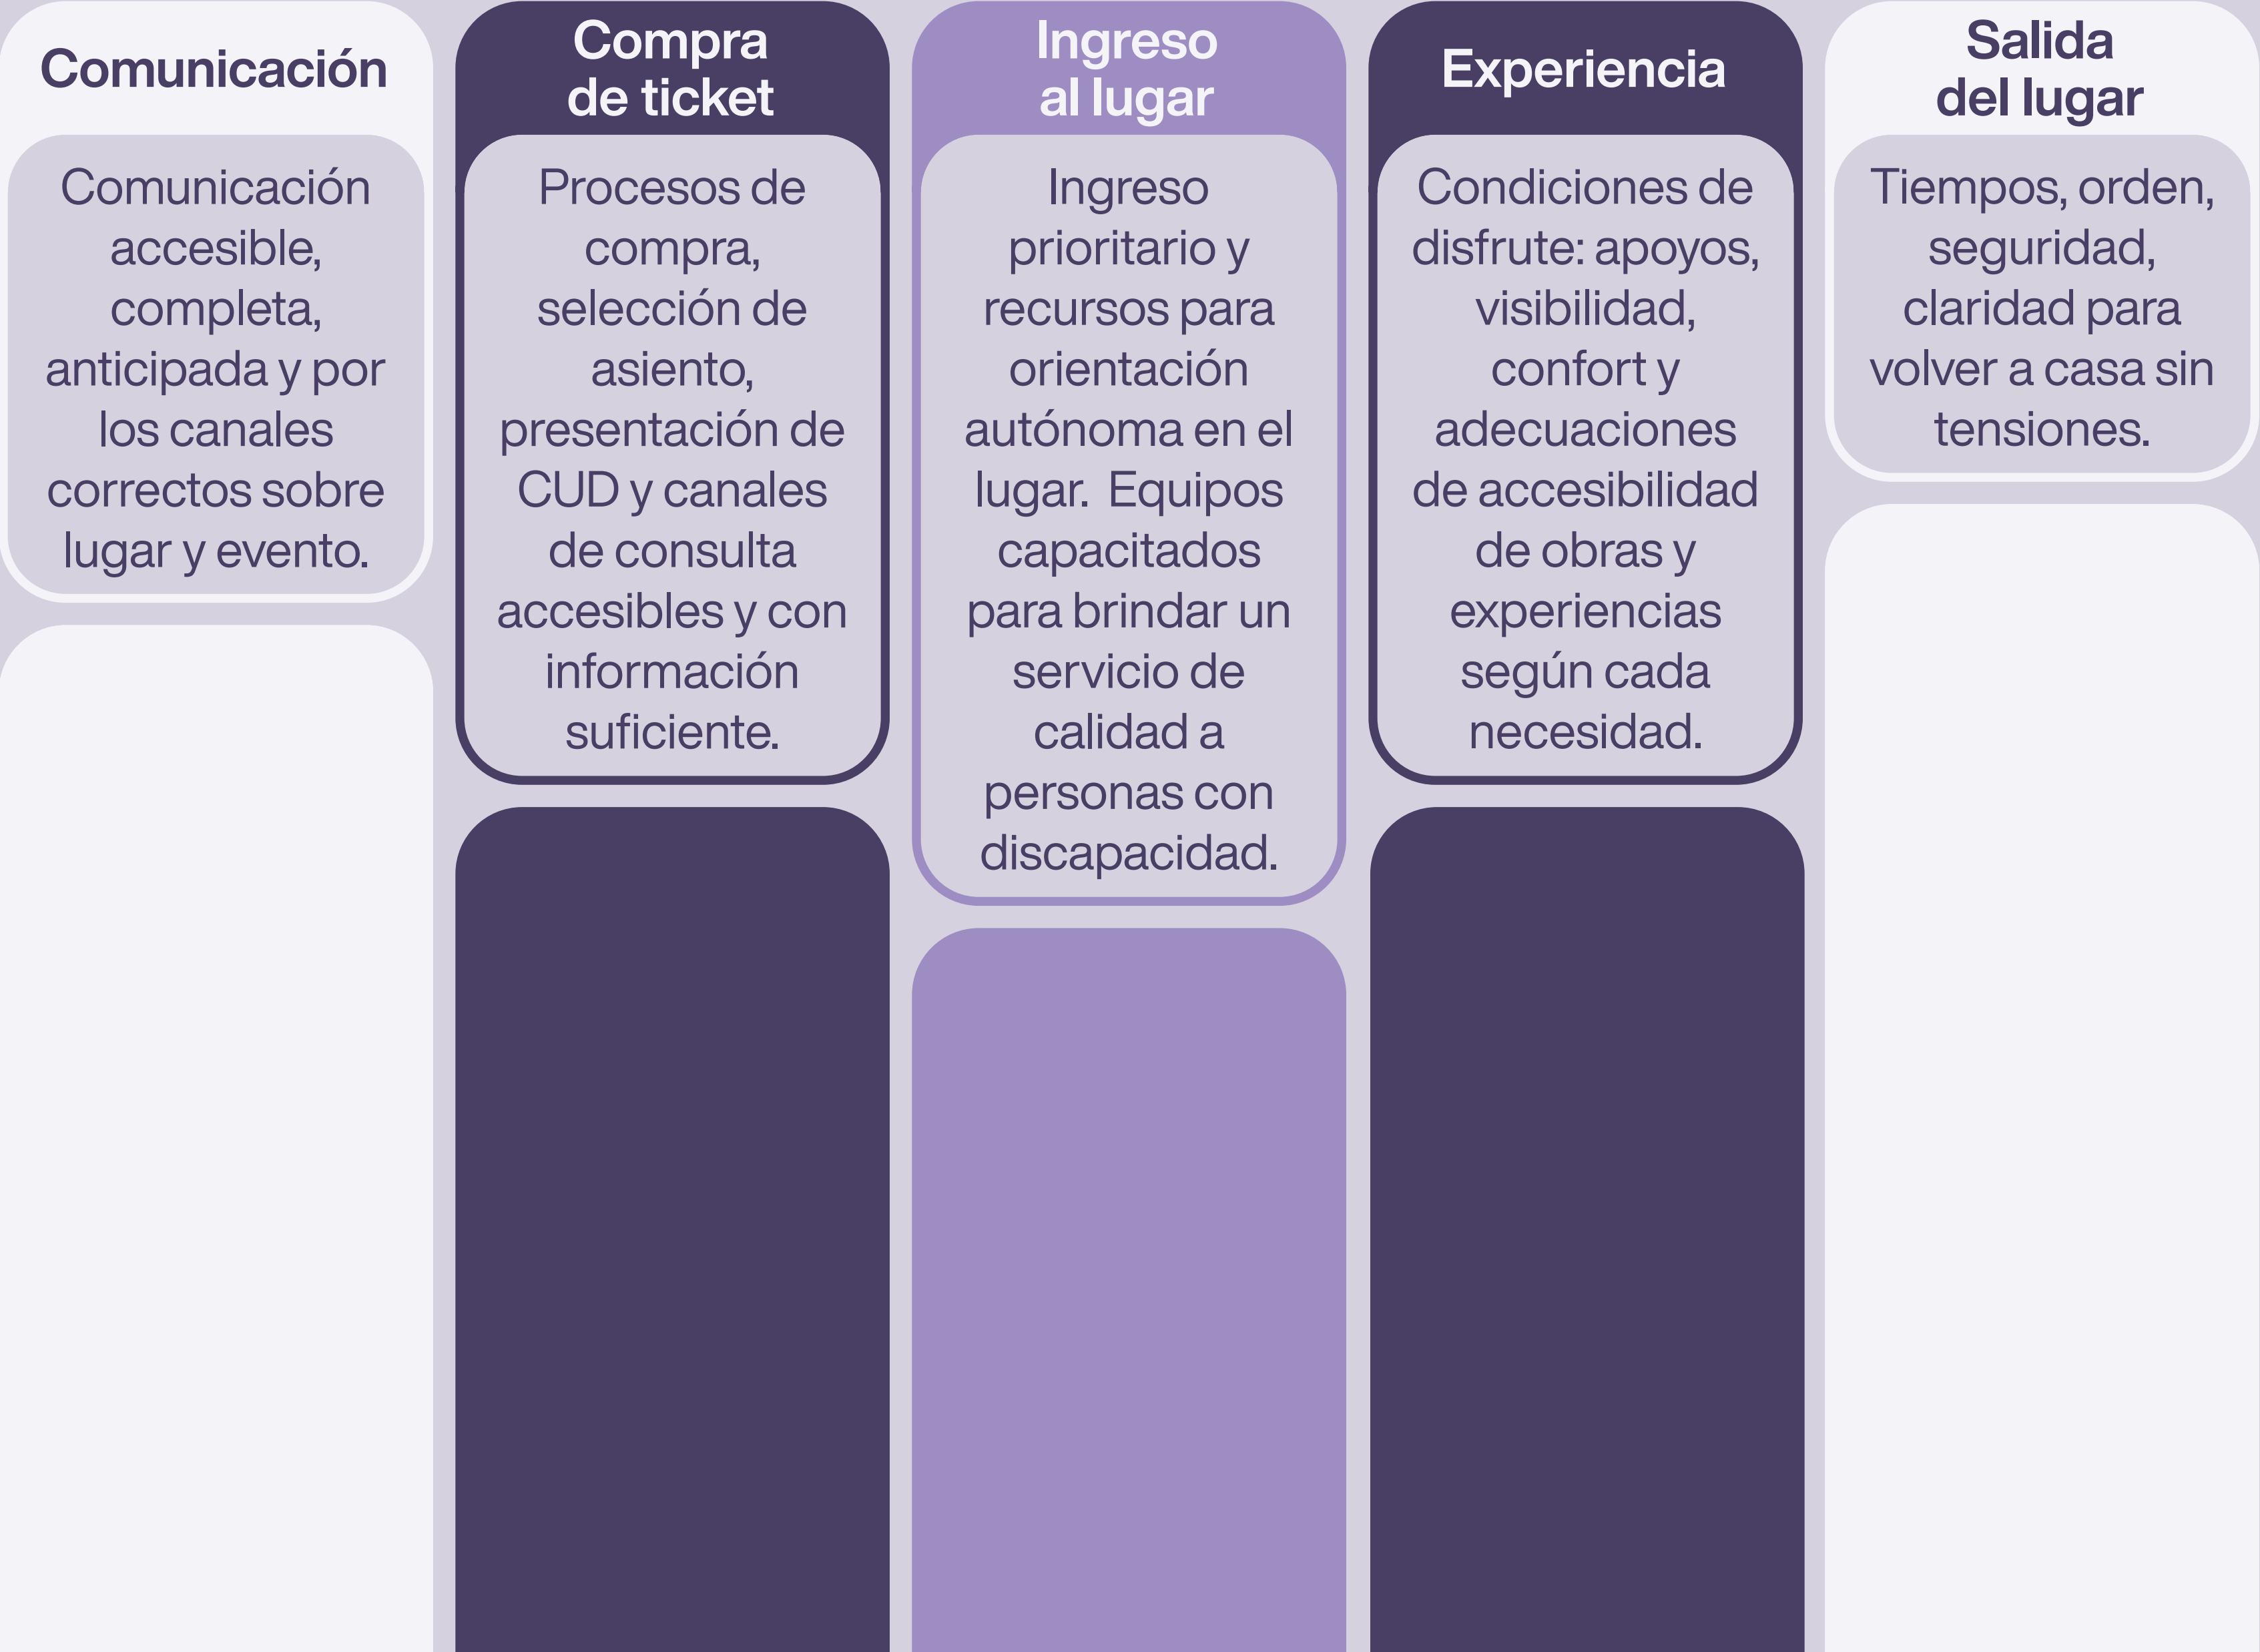 Comunicación
Comunicación
accesible,
completa,
anticipada y por
los canales
correctos sobre
lugar y evento.
Compra
de ticket
Procesos de
compra,
selección de
asiento,
presentación de
CUD y canales
de consulta
accesibles y con
información
suficiente.
Ingreso
al lugar
Ingreso
prioritario y
recursos para
orientación
autónoma en el
lugar.  Equipos
capacitados
para brindar un
servicio de
calidad a
personas con
discapacidad.
Experiencia
Condiciones de
disfrute: apoyos,
visibilidad,
confort y
adecuaciones
de accesibilidad
de obras y
experiencias
según cada
necesidad.
Salida
del lugar
Tiempos, orden,
seguridad,
claridad para
volver a casa sin
tensiones.